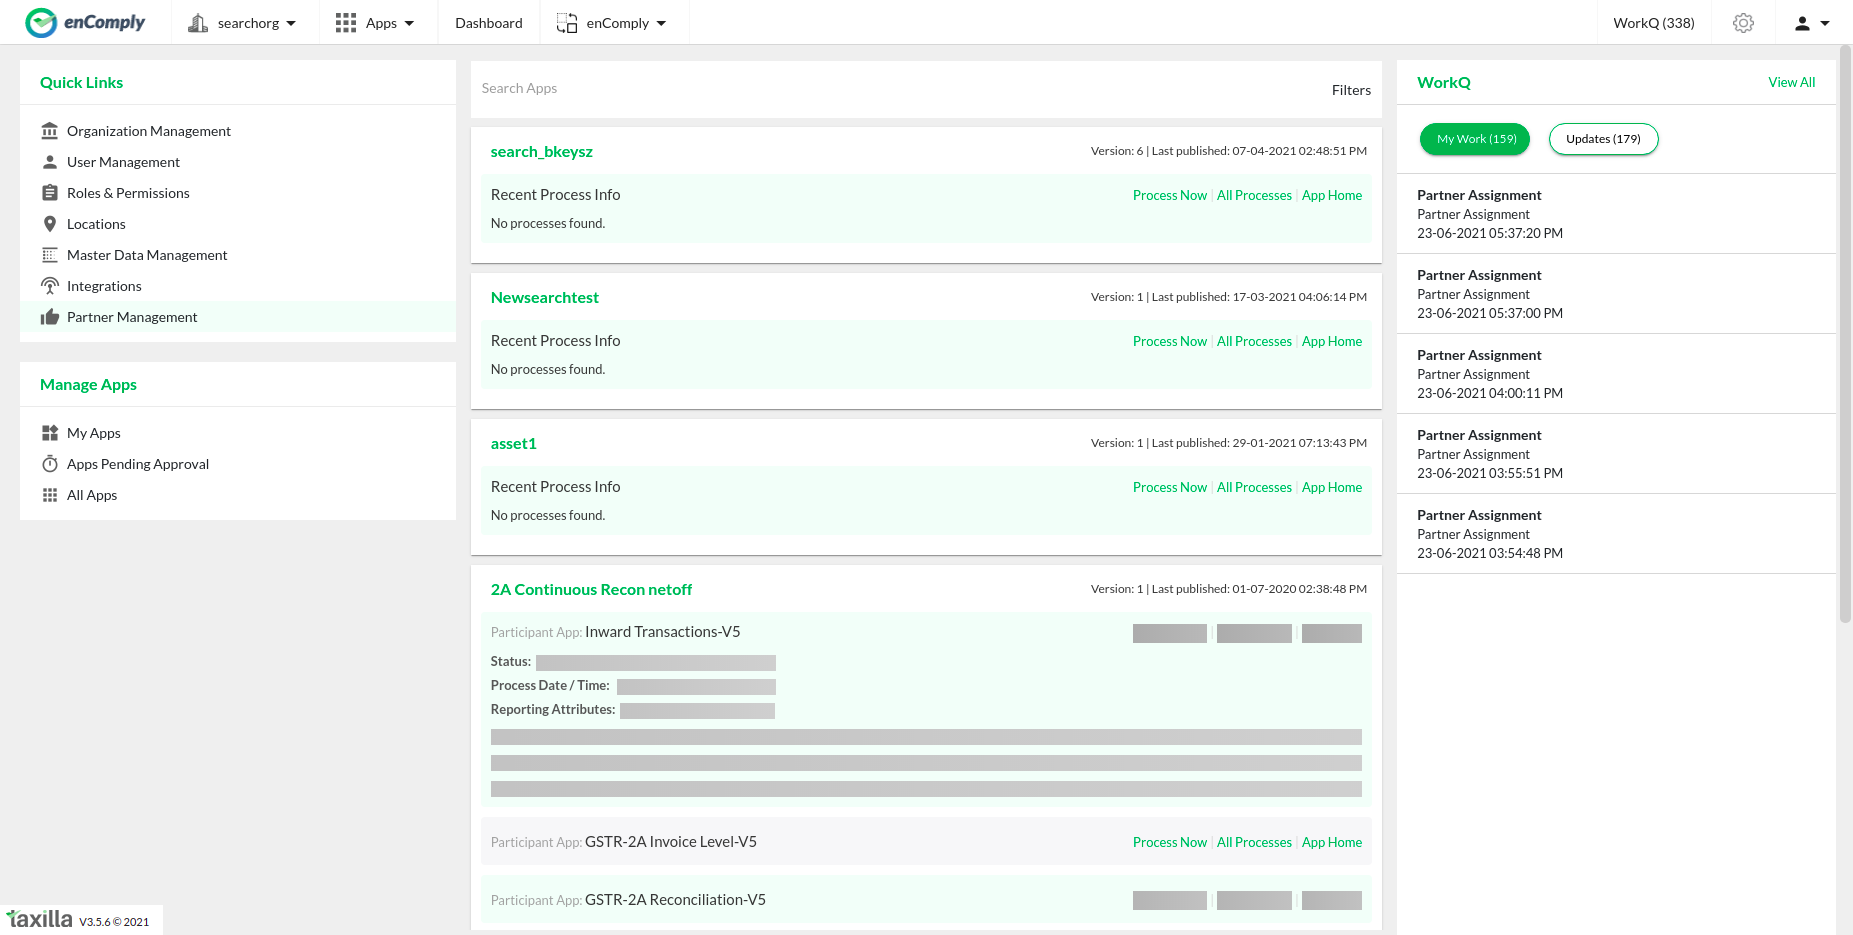 enComply
searchorg
Apps
Dashboard
enComply
WorkQ (338)
Quick Links
Organization Management
User Management
Roles & Permissions
Locations
Master Data Management
Integrations
Partner Management
Manage Apps
My Apps
Apps Pending Approval
All Apps
Search Apps
Filters
search_bkeysz
Version: 6 | Last published: 07-04-2021 02:48:51 PM
Recent Process Info
Process Now | All Processes | App Home
No processes found.
Newsearchtest
Version: 1 | Last published: 17-03-2021 04:06:14 PM
Recent Process Info
Process Now | All Processes | App Home
No processes found.
asset1
Version: 1 | Last published: 29-01-2021 07:13:43 PM
Recent Process Info
Process Now | All Processes | App Home
No processes found.
2A Continuous Recon netoff
Version: 1 | Last published: 01-07-2020 02:38:48 PM
Participant App: Inward Transactions-V5
Status:
Process Date / Time:
Reporting Attributes:
Participant App: GSTR-2A Invoice Level-V5
Process Now | All Processes | App Home
Participant App: GSTR-2A Reconciliation-V5
WorkQ
View All
My Work (159)
Updates (179)
Partner Assignment
Partner Assignment
23-06-2021 05:37:20 PM
Partner Assignment
Partner Assignment
23-06-2021 05:37:00 PM
Partner Assignment
Partner Assignment
23-06-2021 04:00:11 PM
Partner Assignment
Partner Assignment
23-06-2021 03:55:51 PM
Partner Assignment
Partner Assignment
23-06-2021 03:54:48 PM
taxilla V3.5.6 © 2021